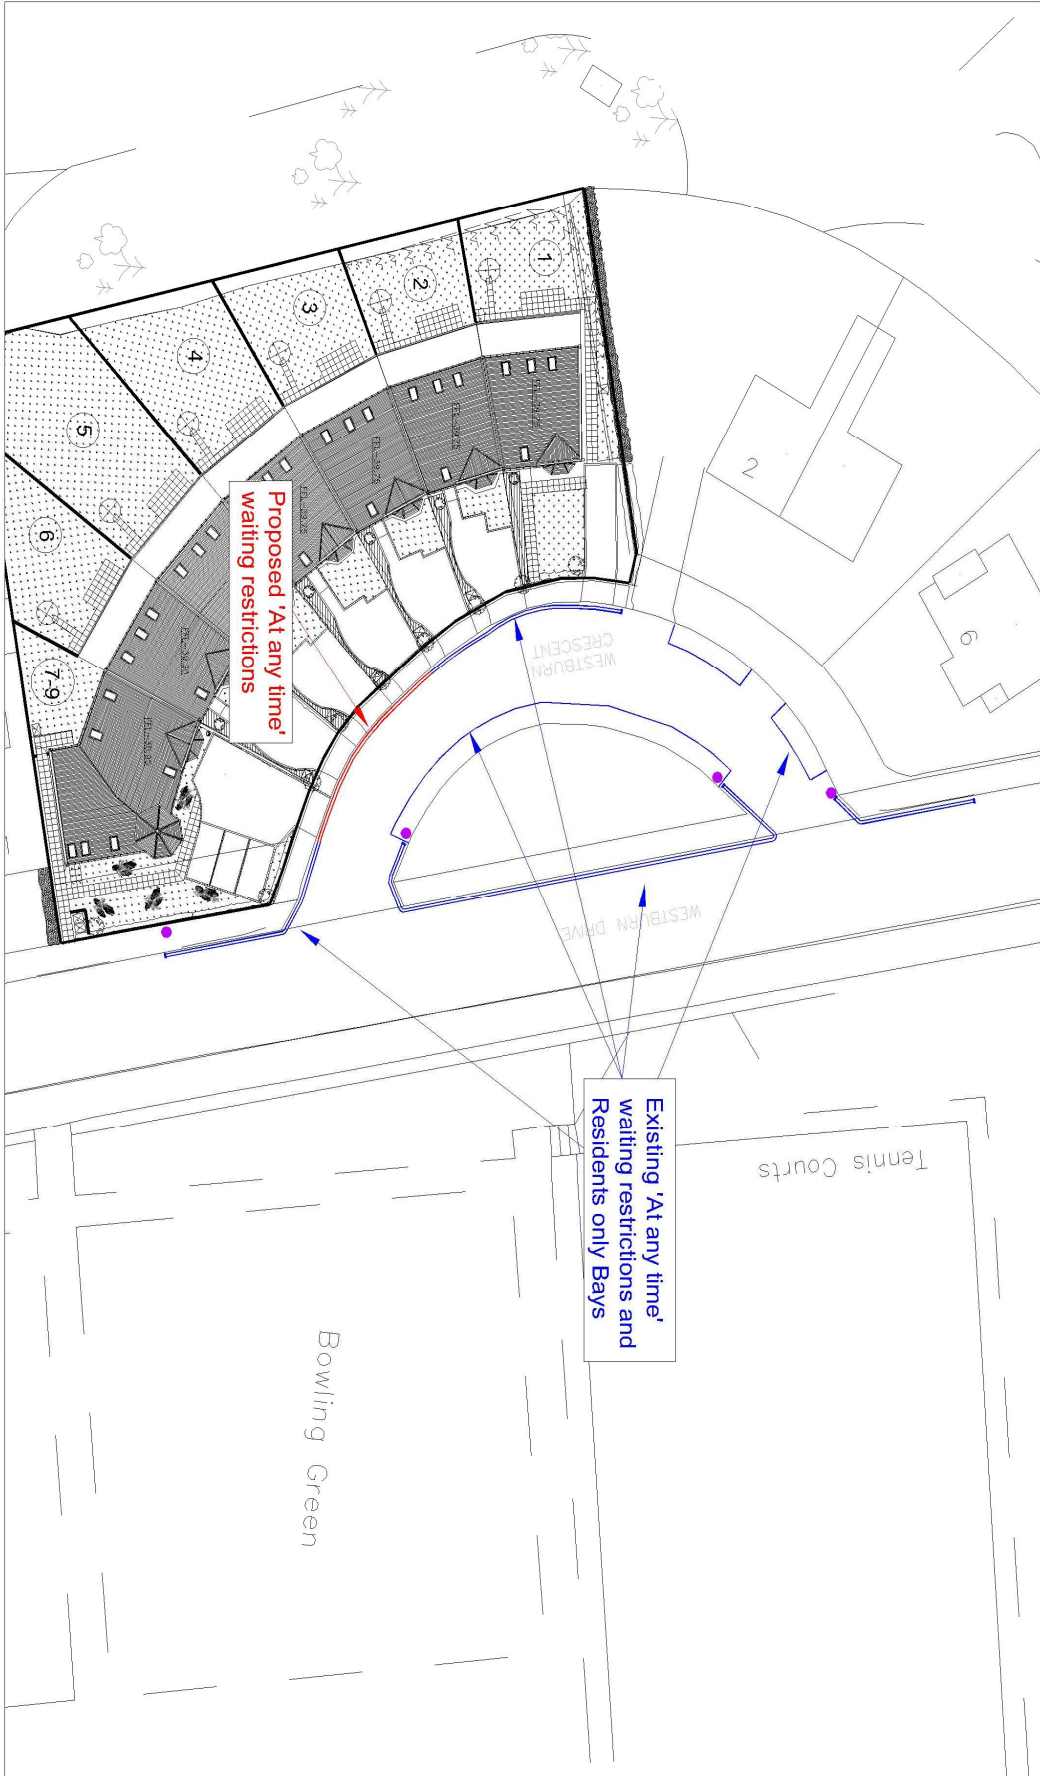 1
2
3
4
5
6
7-9
2
6
Proposed 'At any time'
waiting restrictions
WESTBURN
CRESCENT
WESTBURN DRIVE
Existing 'At any time'
waiting restrictions and
Residents only Bays
Tennis Courts
Bowling Green